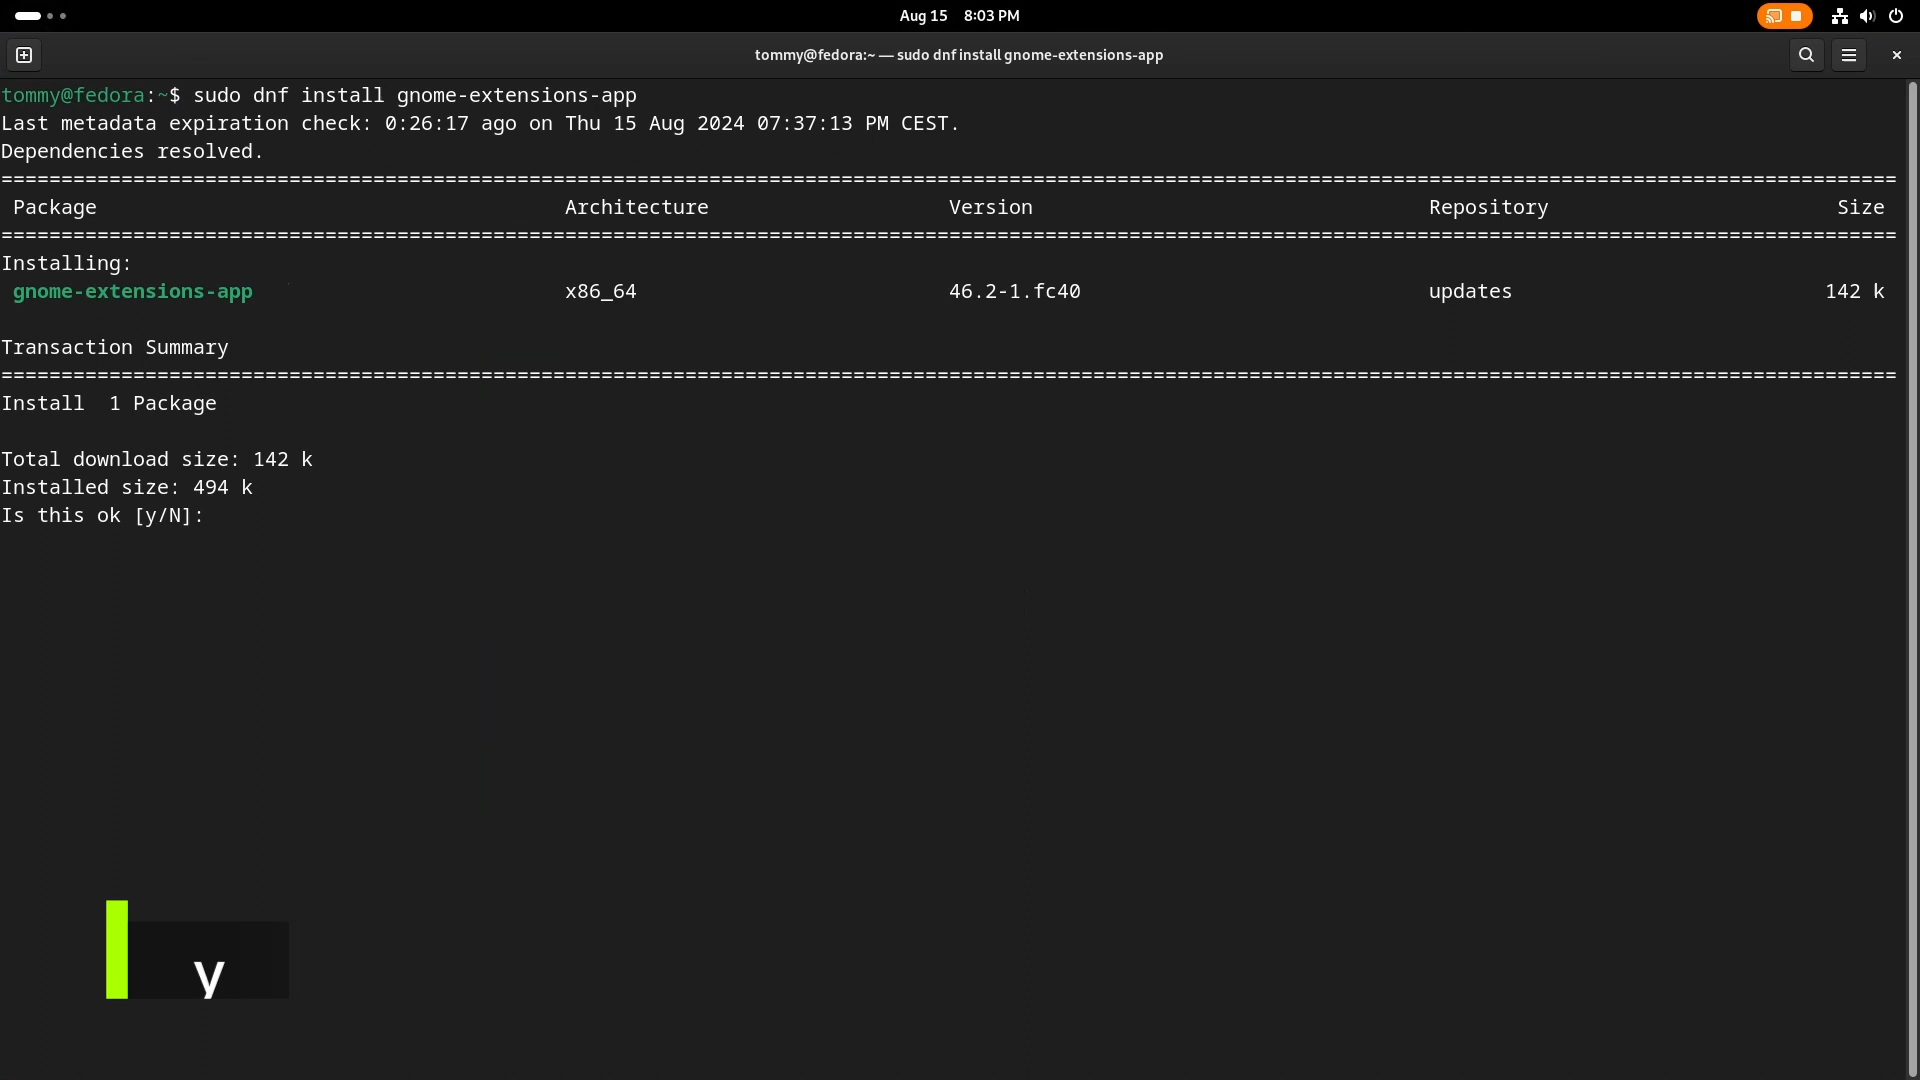 Aug 15 8:03 PM
tommy@fedora:~ — sudo dnf install gnome-extensions-app
tommy@fedora:~$ sudo dnf install gnome-extensions-app
Last metadata expiration check: 0:26:17 ago on Thu 15 Aug 2024 07:37:13 PM CEST.
Dependencies resolved.
==============================================================================================================================================================
Package Architecture Version Repository Size
==============================================================================================================================================================
Installing:
gnome-extensions-app x86_64 46.2-1.fc40 updates 142 k
Transaction Summary
==============================================================================================================================================================
Install  1 Package
Total download size: 142 k
Installed size: 494 k
Is this ok [y/N]:
y